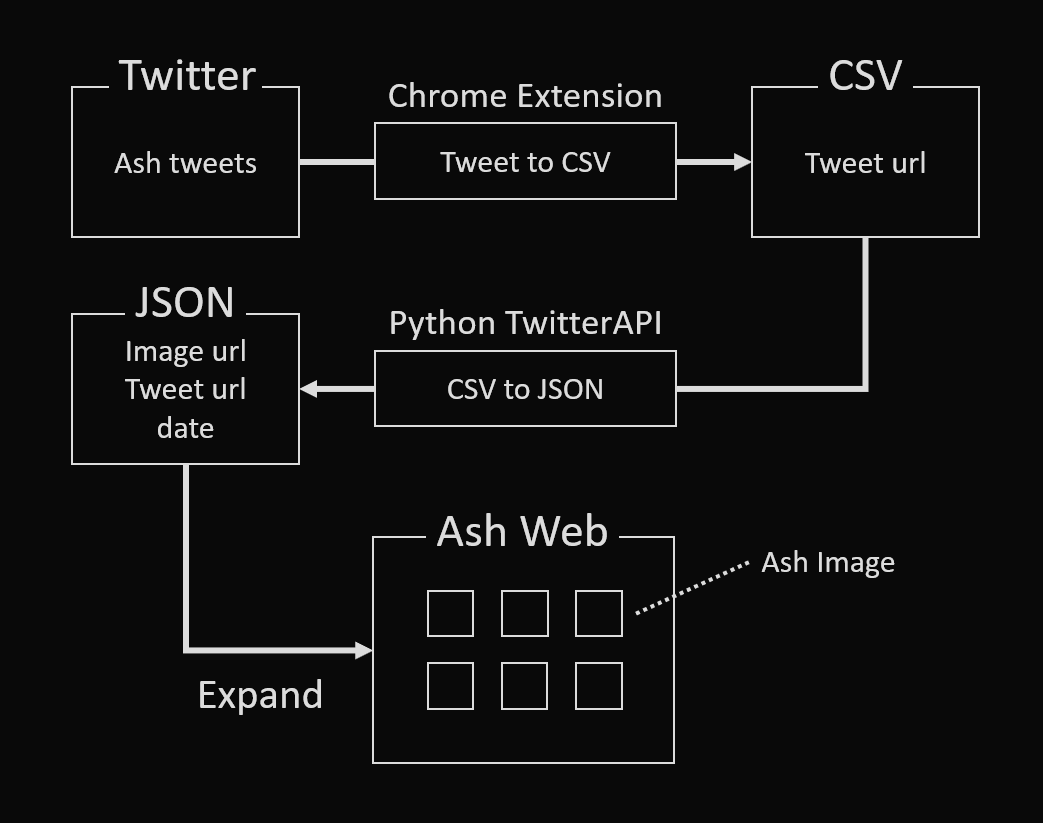 Twitter
Ash tweets
Chrome Extension
Tweet to CSV
CSV
Tweet url
JSON
Image url
Tweet url
date
Python TwitterAPI
CSV to JSON
Ash Web
Ash Image
Expand